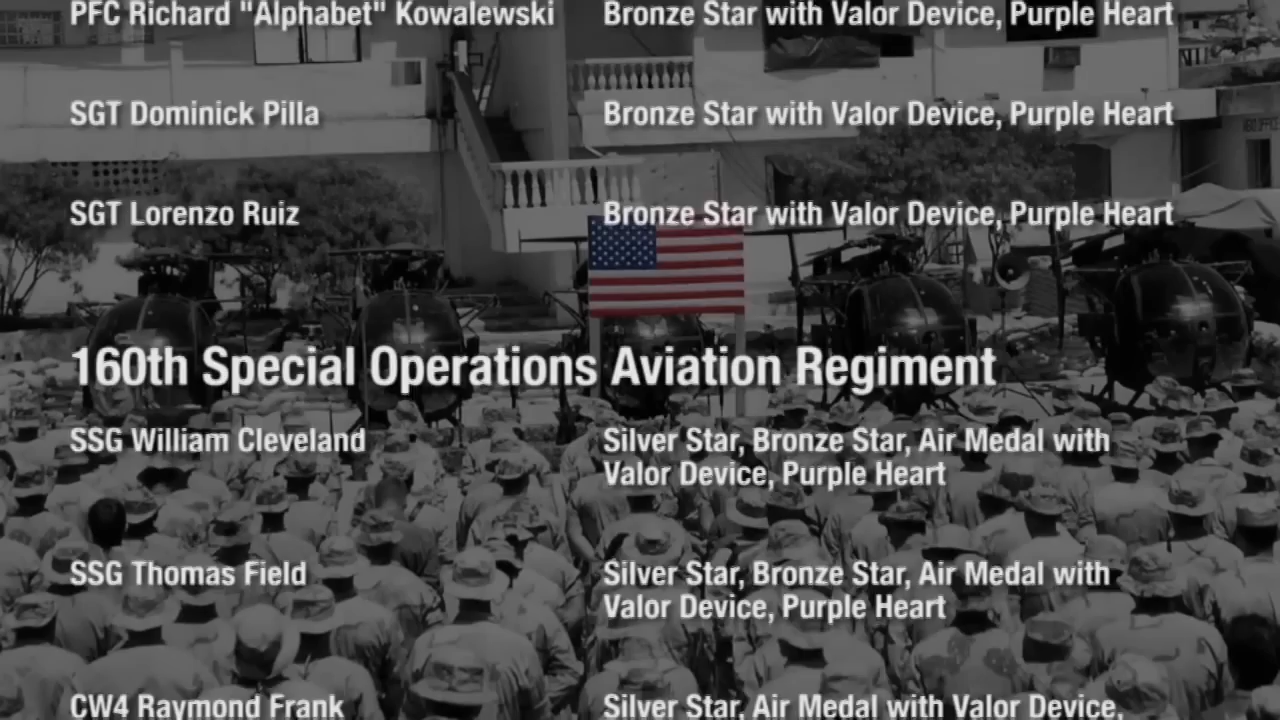 PFC Richard "Alphabet" Kowalewski Bronze Star with Valor Device, Purple Heart
SGT Dominick Pilla Bronze Star with Valor Device, Purple Heart
SGT Lorenzo Ruiz Bronze Star with Valor Device, Purple Heart
160th Special Operations Aviation Regiment
SSG William Cleveland Silver Star, Bronze Star, Air Medal with
Valor Device, Purple Heart
SSG Thomas Field Silver Star, Bronze Star, Air Medal with
Valor Device, Purple Heart
CW4 Raymond Frank Silver Star, Air Medal with Valor Device,